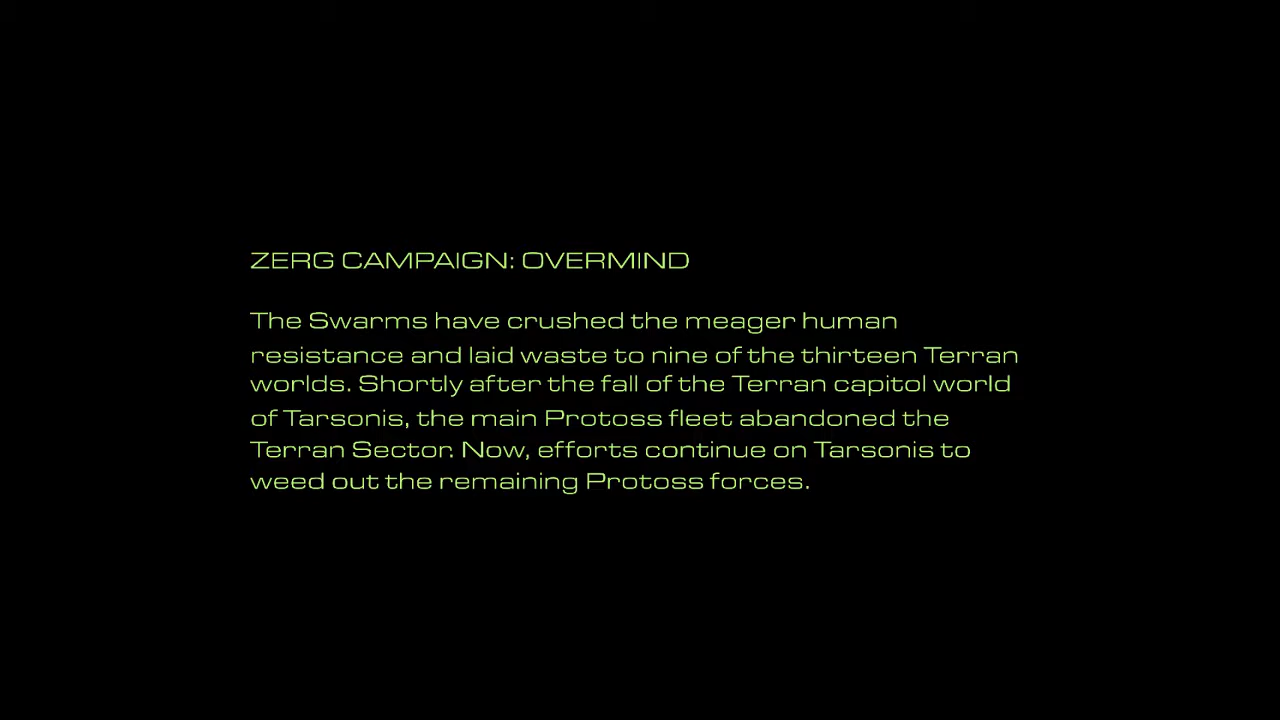 ZERG CAMPAIGN: OVERMIND
The Swarms have crushed the meager human
resistance and laid waste to nine of the thirteen Terran
worlds. Shortly after the fall of the Terran capitol world
of Tarsonis, the main Protoss fleet abandoned the
Terran Sector. Now, efforts continue on Tarsonis to
weed out the remaining Protoss forces.